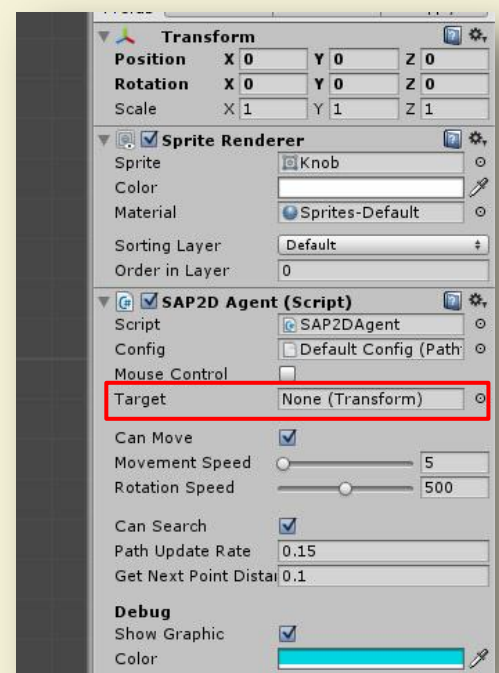 Transform
Position X 0 Y 0 Z 0
Rotation X 0 Y 0 Z 0
Scale X 1 Y 1 Z 1
Sprite Renderer
Sprite Knob
Color
Material Sprites-Default
Sorting Layer Default
Order in Layer 0
SAP2D Agent (Script)
Script SAP2DAgent
Config Default Config (Path
Mouse Control
Target None (Transform)
Can Move
Movement Speed 5
Rotation Speed 500
Can Search
Path Update Rate 0.15
Get Next Point Distan 0.1
Debug
Show Graphic
Color